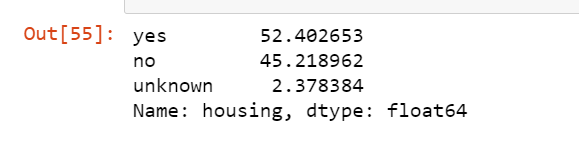 Out[55]: yes 52.402653
no 45.218962
unknown 2.378384
Name: housing, dtype: float64